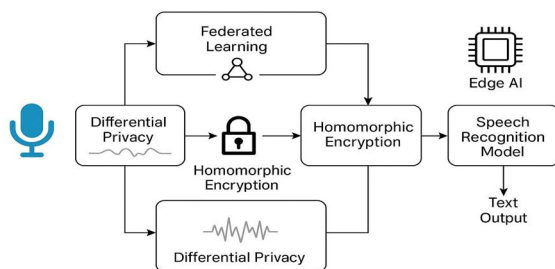 Federated
Learning
Edge AI
Differential
Privacy
Homomorphic
Encryption
Homomorphic
Encryption
Speech
Recognition
Model
Text
Output
Differential Privacy